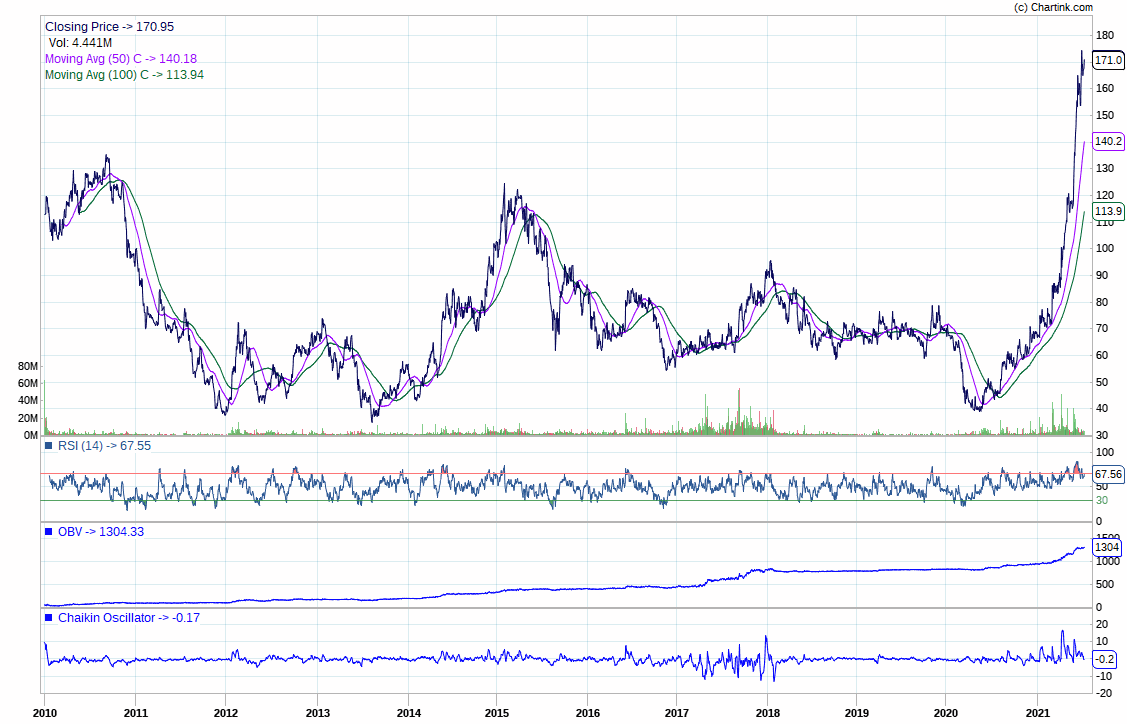 (c) Chartink.com
Closing Price -> 170.95
Vol: 4.441M
Moving Avg (50) C -> 140.18
Moving Avg (100) C -> 113.94
180
171.0
160
150
140.2
130
120
113.9
110
100
90
80
70
60
50
40
30
80M
60M
40M
20M
0M
RSI (14) -> 67.55
100
67.56
50
30
0
OBV -> 1304.33
1500
1304
1000
500
0
Chaikin Oscillator -> -0.17
20
10
-0.2
-10
-20
2010 2011 2012 2013 2014 2015 2016 2017 2018 2019 2020 2021